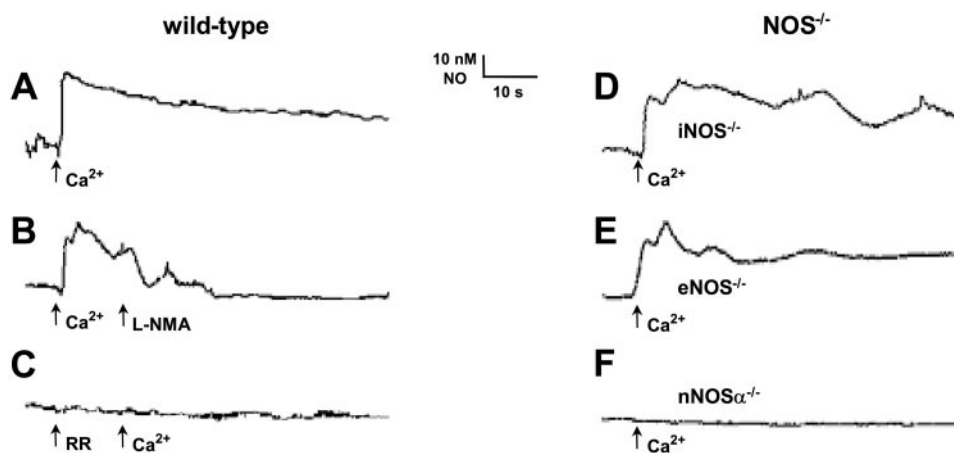 wild-type
NOS-/-
10 nM
NO
10 s
A
Ca2+
B
Ca2+
L-NMA
C
RR
Ca2+
D
iNOS-/-
Ca2+
E
eNOS-/-
Ca2+
F
nNOSα-/-
Ca2+